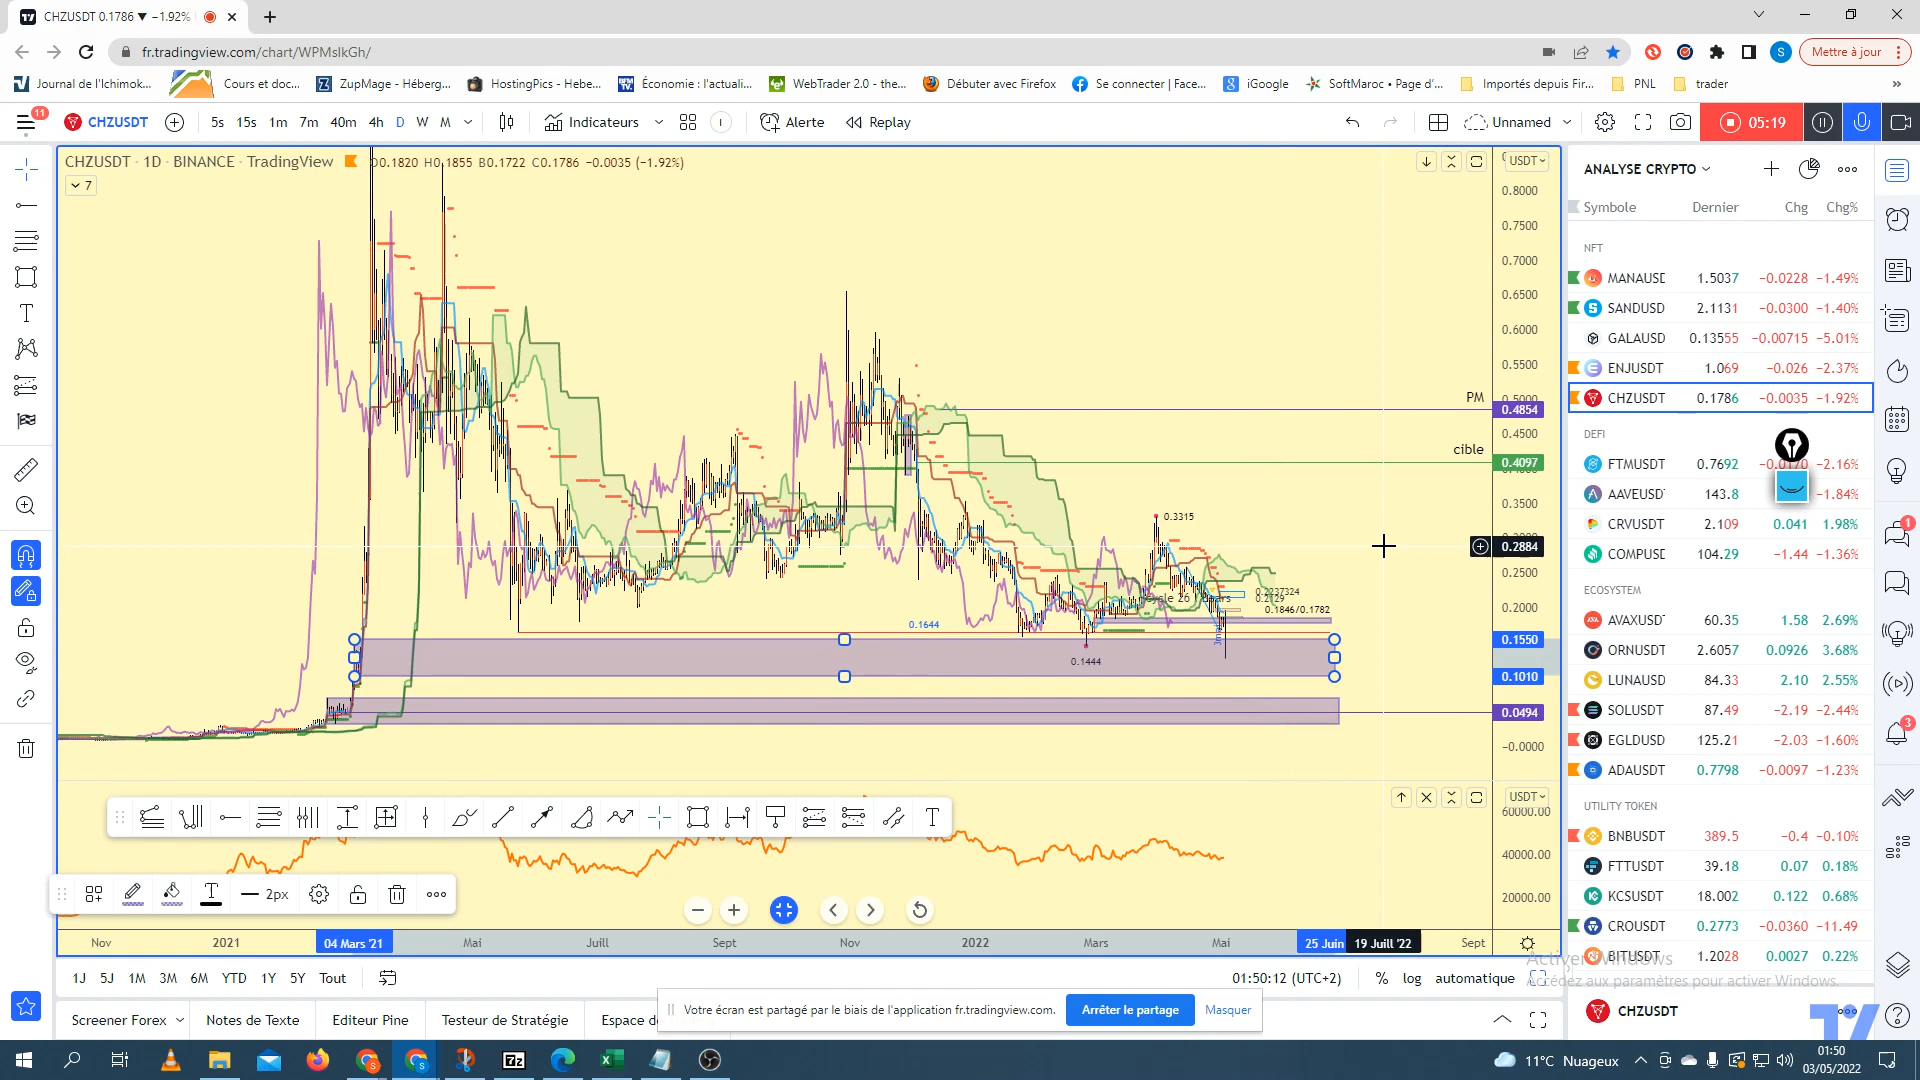 CHZUSDT 0.1786 ▼ −1.92%
fr.tradingview.com/chart/WPMsIkGh/
Mettre à jour
Journal de l'Ichimok...
Cours et doc...
ZupMage - Héberg...
HostingPics - Hebe...
Économie : l'actuali...
WebTrader 2.0 - the...
Débuter avec Firefox
Se connecter | Face...
iGoogle
SoftMaroc • Page d'...
Importés depuis Fir...
PNL
trader
11
CHZUSDT
5s 15s 1m 7m 40m 4h D W M
Indicateurs
Alerte
Replay
Unnamed
05:19
CHZUSDT · 1D · BINANCE · TradingView
O0.1820 H0.1855 B0.1722 C0.1786 −0.0035 (−1.92%)
7
USDT
0.8000
0.7500
0.7000
0.6500
0.6000
0.5500
0.5000
PM
0.4854
0.4500
cible
0.4097
0.3500
0.3315
0.2884
0.2500
0.2237324
0.2129
0.2000
0.1846/0.1782
0.1644
0.1550
0.1444
0.1010
0.0494
−0.0000
USDT
60000.00
40000.00
20000.00
2px
Nov
2021
04 Mars '21
Mai
Juill
Sept
Nov
2022
Mars
Mai
25 Juin
19 Juill '22
Sept
1J 5J 1M 3M 6M YTD 1Y 5Y Tout
01:50:12 (UTC+2)
% log automatique
Screener Forex
Notes de Texte
Editeur Pine
Testeur de Stratégie
Votre écran est partagé par le biais de l'application fr.tradingview.com.
Arrêter le partage
Masquer
ANALYSE CRYPTO
Symbole Dernier Chg Chg%
NFT
MANAUSD 1.5037 −0.0228 −1.49%
SANDUSD 2.1131 −0.0300 −1.40%
GALAUSD 0.13555 −0.00715 −5.01%
ENJUSDT 1.069 −0.026 −2.37%
CHZUSDT 0.1786 −0.0035 −1.92%
DEFI
FTMUSDT 0.7692 −0.0170 −2.16%
AAVEUSD 143.8 −1.84%
CRVUSDT 2.109 0.041 1.98%
COMPUSD 104.29 −1.44 −1.36%
ECOSYSTEM
AVAXUSD 60.35 1.58 2.69%
ORNUSDT 2.6057 0.0926 3.68%
LUNAUSD 84.33 2.10 2.55%
SOLUSDT 87.49 −2.19 −2.44%
EGLDUSD 125.21 −2.03 −1.60%
ADAUSDT 0.7798 −0.0097 −1.23%
UTILITY TOKEN
BNBUSDT 389.5 −0.4 −0.10%
FTTUSDT 39.18 0.07 0.18%
KCSUSDT 18.002 0.122 0.68%
CROUSDT 0.2773 −0.0360 −11.49
BITUSDT 1.2028 0.0027 0.22%
Activer Windows
Accédez aux paramètres pour activer Windows.
CHZUSDT
1
3
11°C Nuageux
01:50
03/05/2022